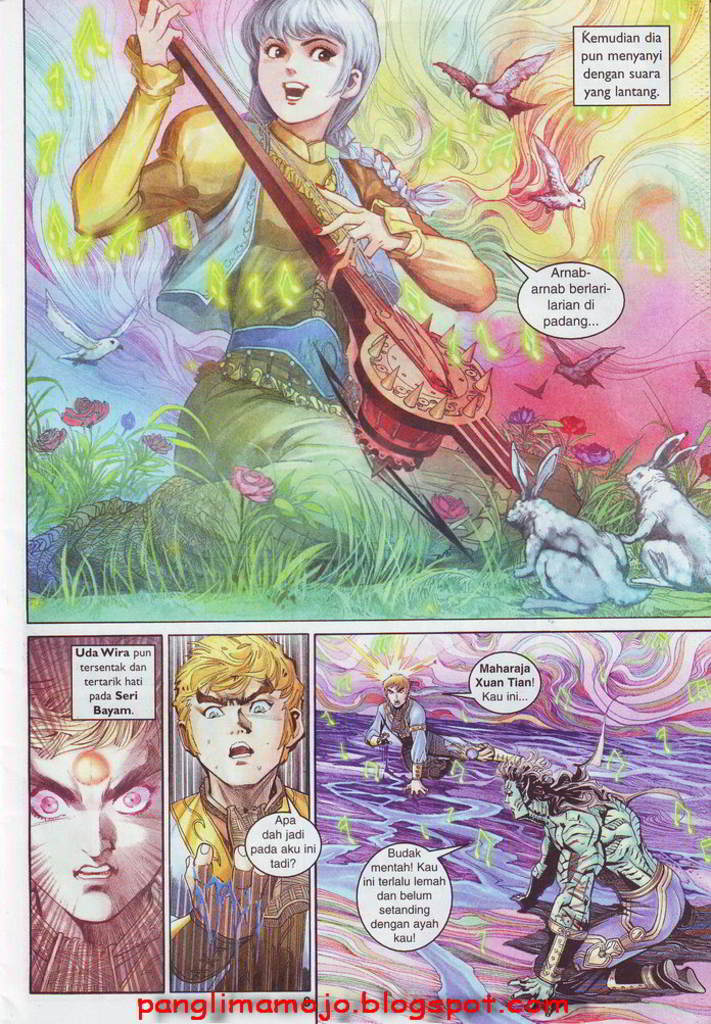 Kemudian dia
pun menyanyi
dengan suara
yang lantang.
Arnab-
arnab berlari-
larian di
padang...
Uda Wira pun
tersentak dan
tertarik hati
pada Seri
Bayam.
Apa
dah jadi
pada aku ini
tadi?
Maharaja
Xuan Tian!
Kau ini...
Budak
mentah! Kau
ini terlalu lemah
dan belum
setanding
dengan ayah
kau!
panglimamejo.blogspot.com